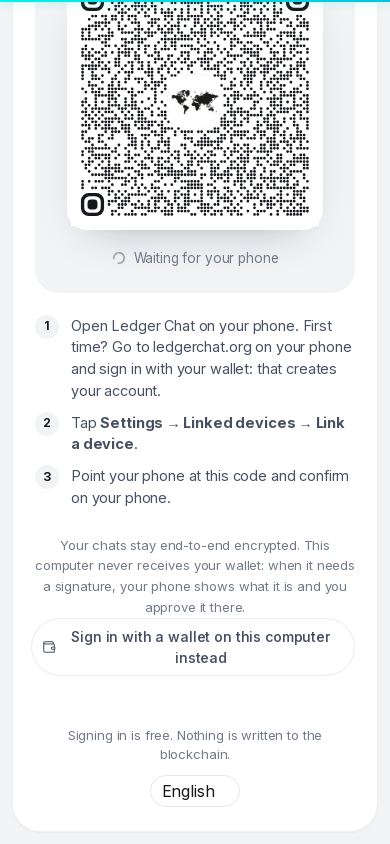 Waiting for your phone
1
Open Ledger Chat on your phone. First
time? Go to ledgerchat.org on your phone
and sign in with your wallet: that creates
your account.
2
Tap Settings → Linked devices → Link
a device.
3
Point your phone at this code and confirm
on your phone.
Your chats stay end-to-end encrypted. This
computer never receives your wallet: when it needs
a signature, your phone shows what it is and you
approve it there.
Sign in with a wallet on this computer
instead
Signing in is free. Nothing is written to the
blockchain.
English